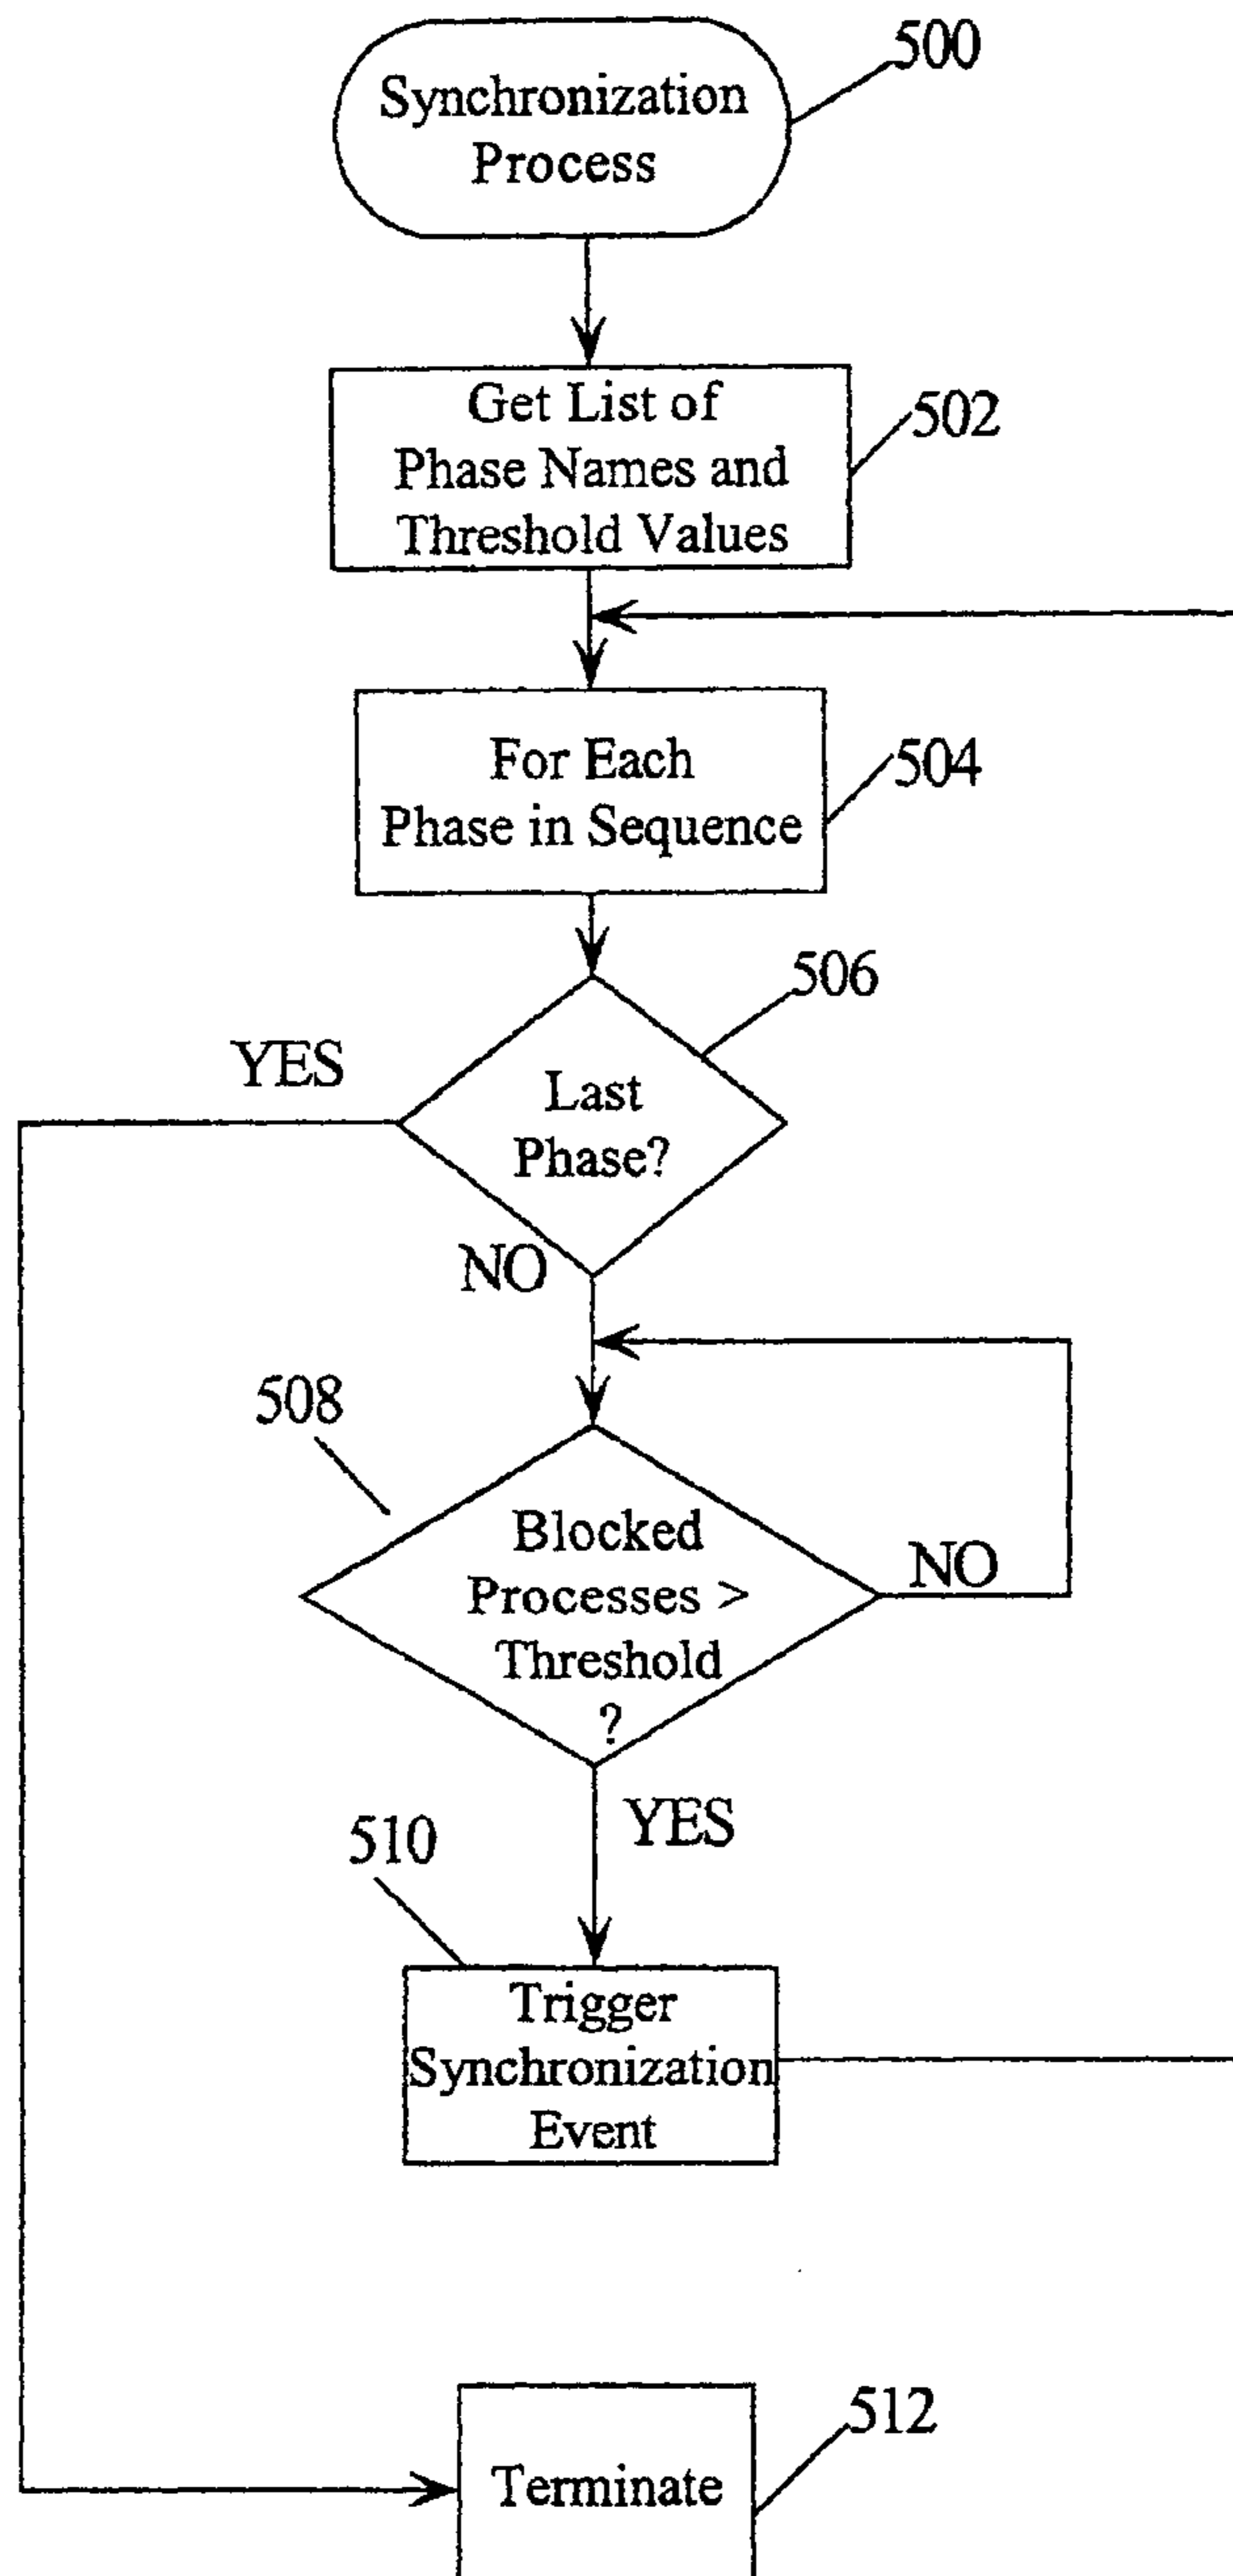 500
Synchronization
Process
Get List of
Phase Names and
Threshold Values
502
For Each
Phase in Sequence
504
506
YES
Last
Phase?
NO
508
Blocked
Processes >
Threshold
?
NO
YES
510
Trigger
Synchronization
Event
512
Terminate